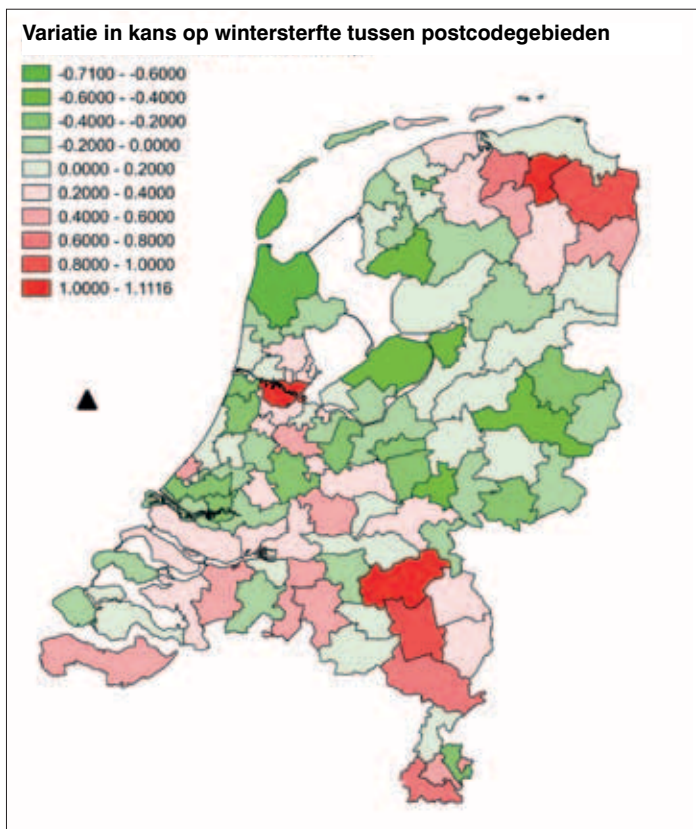 Variatie in kans op wintersterfte tussen postcodegebieden
-0.7100 - -0.6000
-0.6000 - -0.4000
-0.4000 - -0.2000
-0.2000 - 0.0000
0.0000 - 0.2000
0.2000 - 0.4000
0.4000 - 0.6000
0.6000 - 0.8000
0.8000 - 1.0000
1.0000 - 1.1116